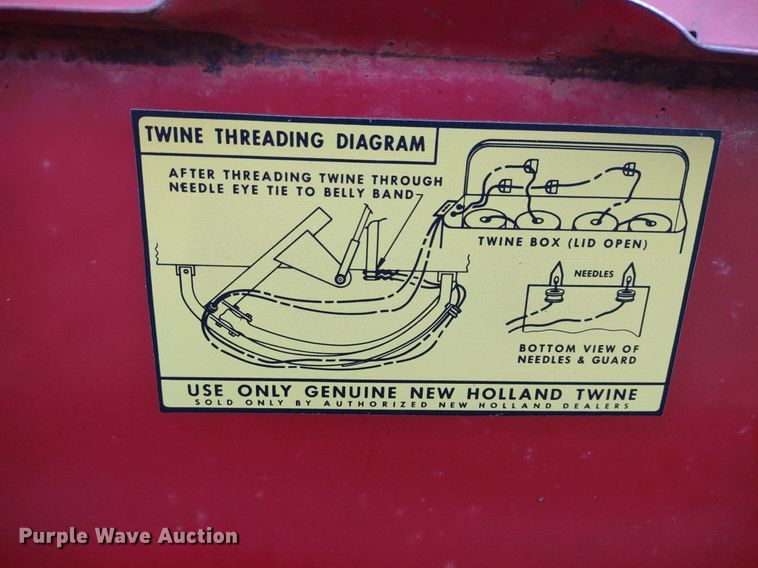 TWINE THREADING DIAGRAM
AFTER THREADING TWINE THROUGH
NEEDLE EYE TIE TO BELLY BAND
TWINE BOX (LID OPEN)
NEEDLES
BOTTOM VIEW OF
NEEDLES & GUARD
USE ONLY GENUINE NEW HOLLAND TWINE
SOLD ONLY BY AUTHORIZED NEW HOLLAND DEALERS
Purple Wave Auction